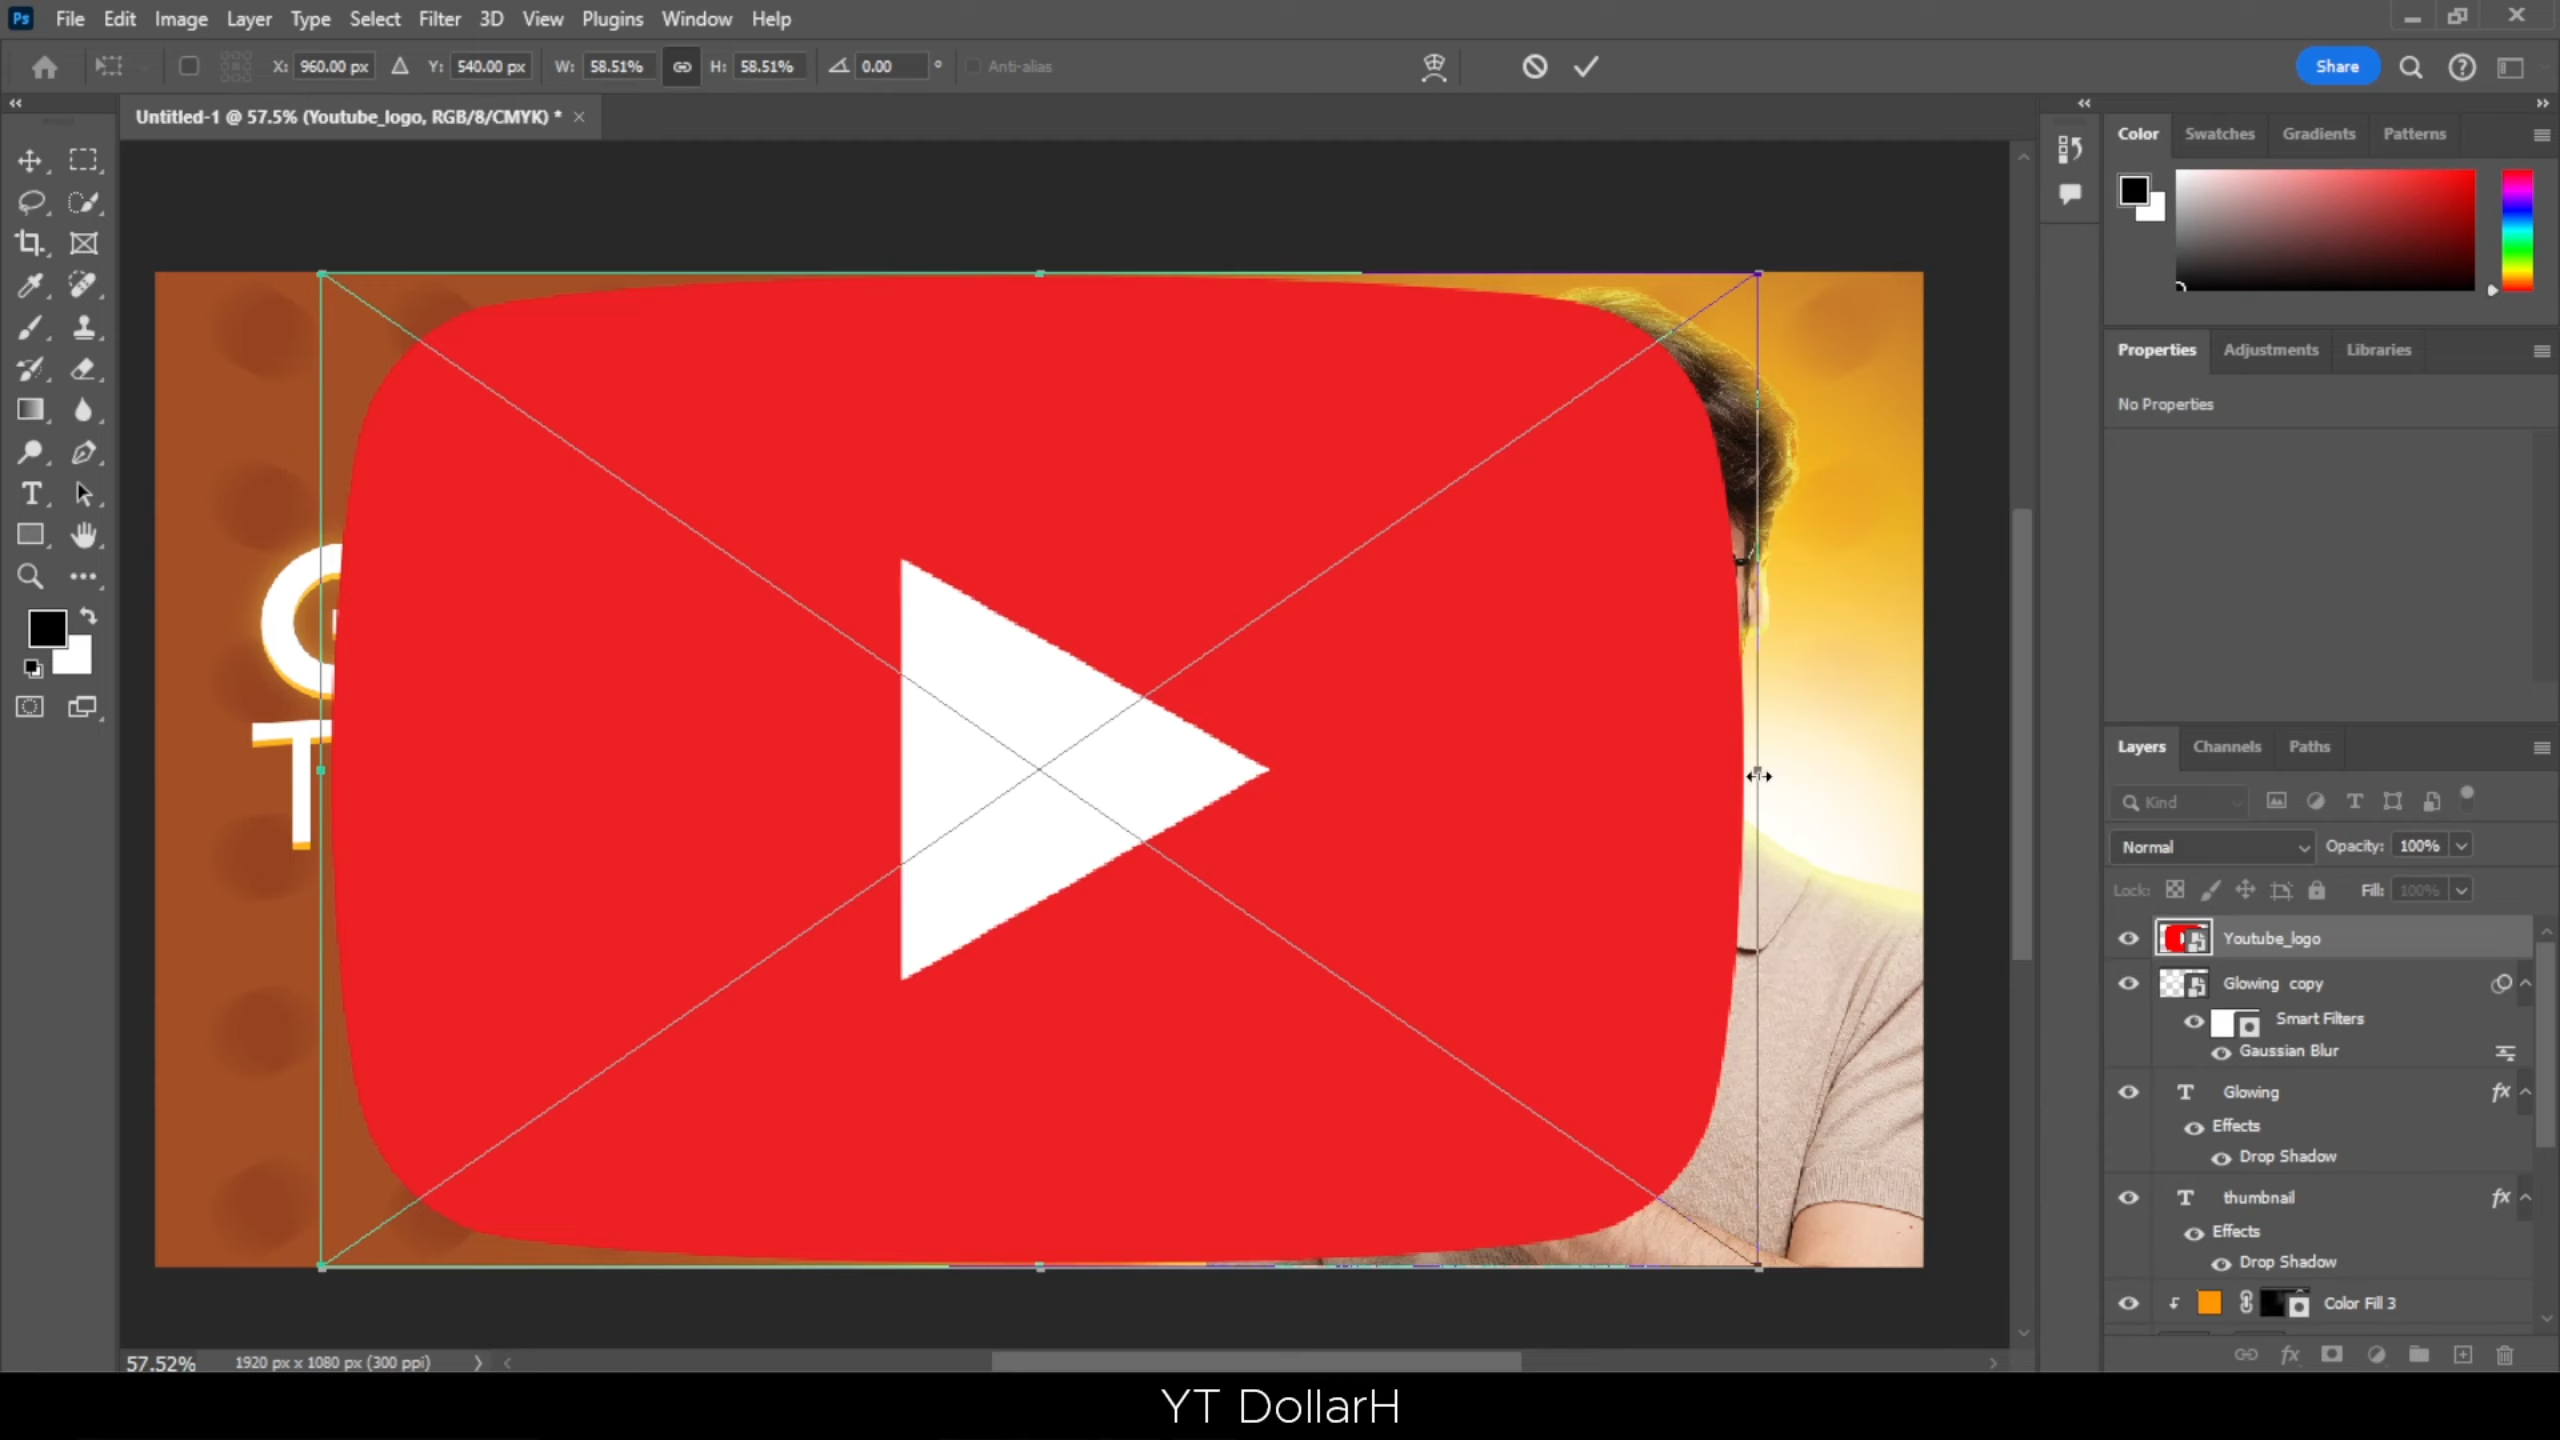 Ps File Edit Image Layer Type Select Filter 3D View Plugins Window Help
X: 960.00 px Y: 540.00 px W: 58.51% H: 58.51% 0.00 ° Anti-alias Share
Untitled-1 @ 57.5% (Youtube_logo, RGB/8/CMYK) * ×
Color Swatches Gradients Patterns
Properties Adjustments Libraries
No Properties
T
Layers Channels Paths
Kind
Normal Opacity: 100%
Lock: Fill: 100%
Youtube_logo
Glowing copy
Smart Filters
Gaussian Blur
T Glowing fx
Effects
Drop Shadow
T thumbnail fx
Effects
Drop Shadow
Color Fill 3
57.52% 1920 px x 1080 px (300 ppi)
YT DollarH